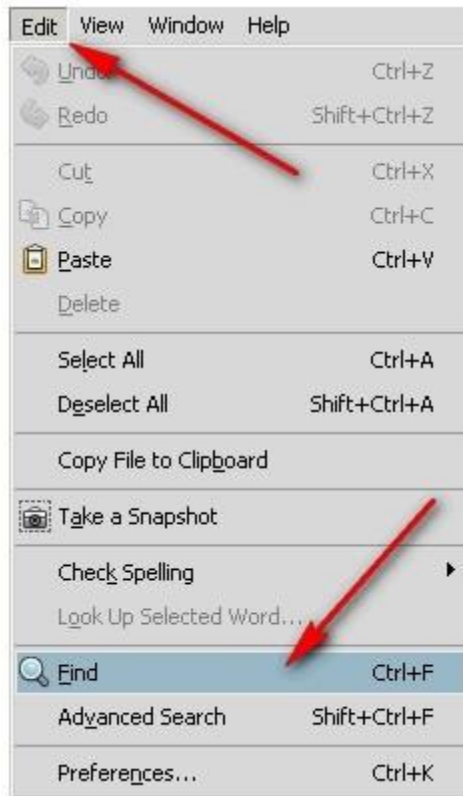 Edit View Window Help
Undo Ctrl+Z
Redo Shift+Ctrl+Z
Cut Ctrl+X
Copy Ctrl+C
Paste Ctrl+V
Delete
Select All Ctrl+A
Deselect All Shift+Ctrl+A
Copy File to Clipboard
Take a Snapshot
Check Spelling
Look Up Selected Word...
Find Ctrl+F
Advanced Search Shift+Ctrl+F
Preferences... Ctrl+K